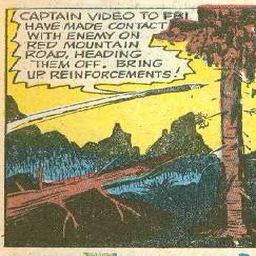 CAPTAIN VIDEO TO FBI
HAVE MADE CONTACT
WITH ENEMY ON
RED MOUNTAIN
ROAD, HEADING
THEM OFF. BRING
UP REINFORCEMENTS!